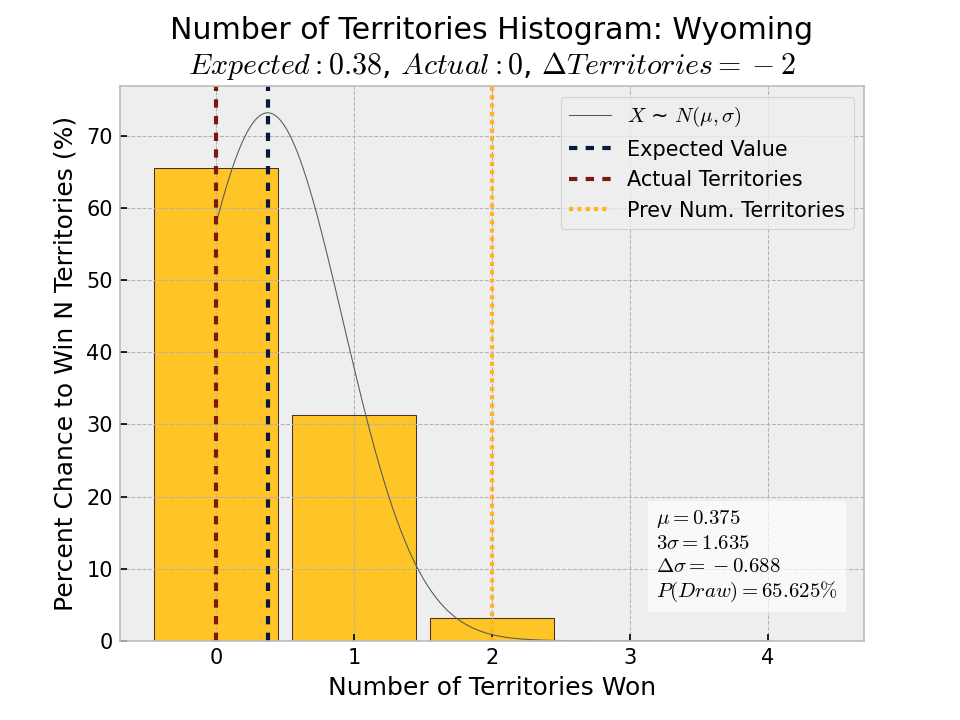 Number of Territories Histogram: Wyoming
Expected : 0.38, Actual : 0, ΔTerritories = −2
X ~ N(μ, σ)
Expected Value
Actual Territories
Prev Num. Territories
Percent Chance to Win N Territories (%)
70
60
50
40
30
20
10
0
μ = 0.375
3σ = 1.635
Δσ = −0.688
P(Draw) = 65.625%
0 1 2 3 4
Number of Territories Won